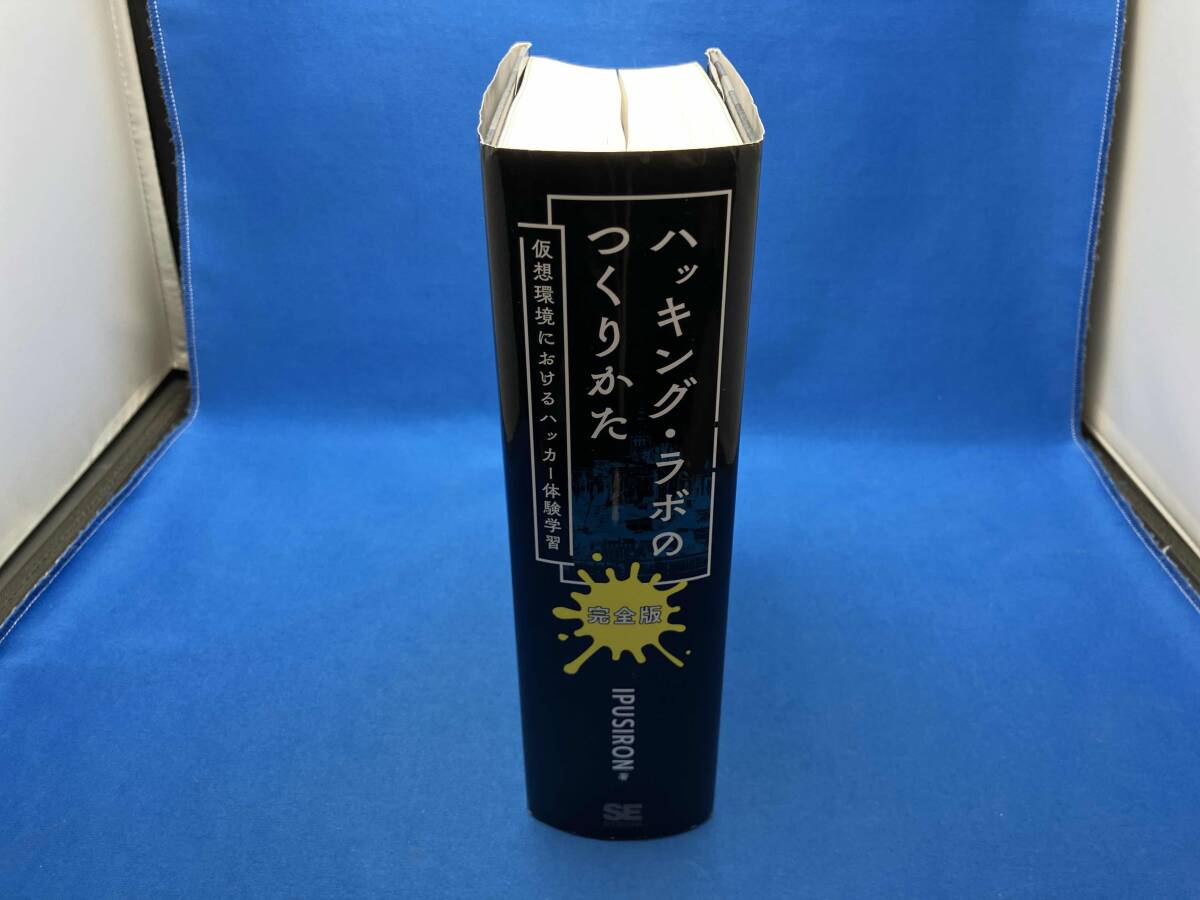 ハッキング・ラボの
つくりかた
仮想環境におけるハッカー体験学習
完全版
IPUSIRON 著
SE